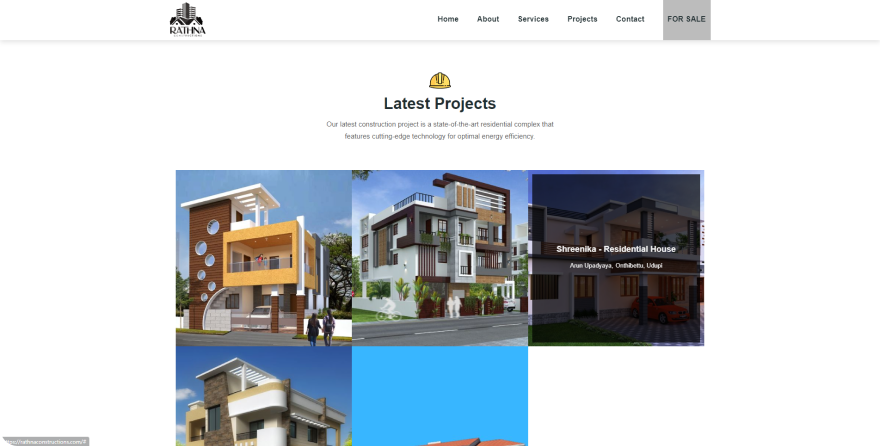 RATHNA
Home
About
Services
Projects
Contact
FOR SALE
Latest Projects
Our latest construction project is a state-of-the-art residential complex that
features cutting-edge technology for optimal energy efficiency.
Shreenika - Residential House
Arun Upadyaya, Onthibettu, Udupi
https://rathnaconstructions.com/#